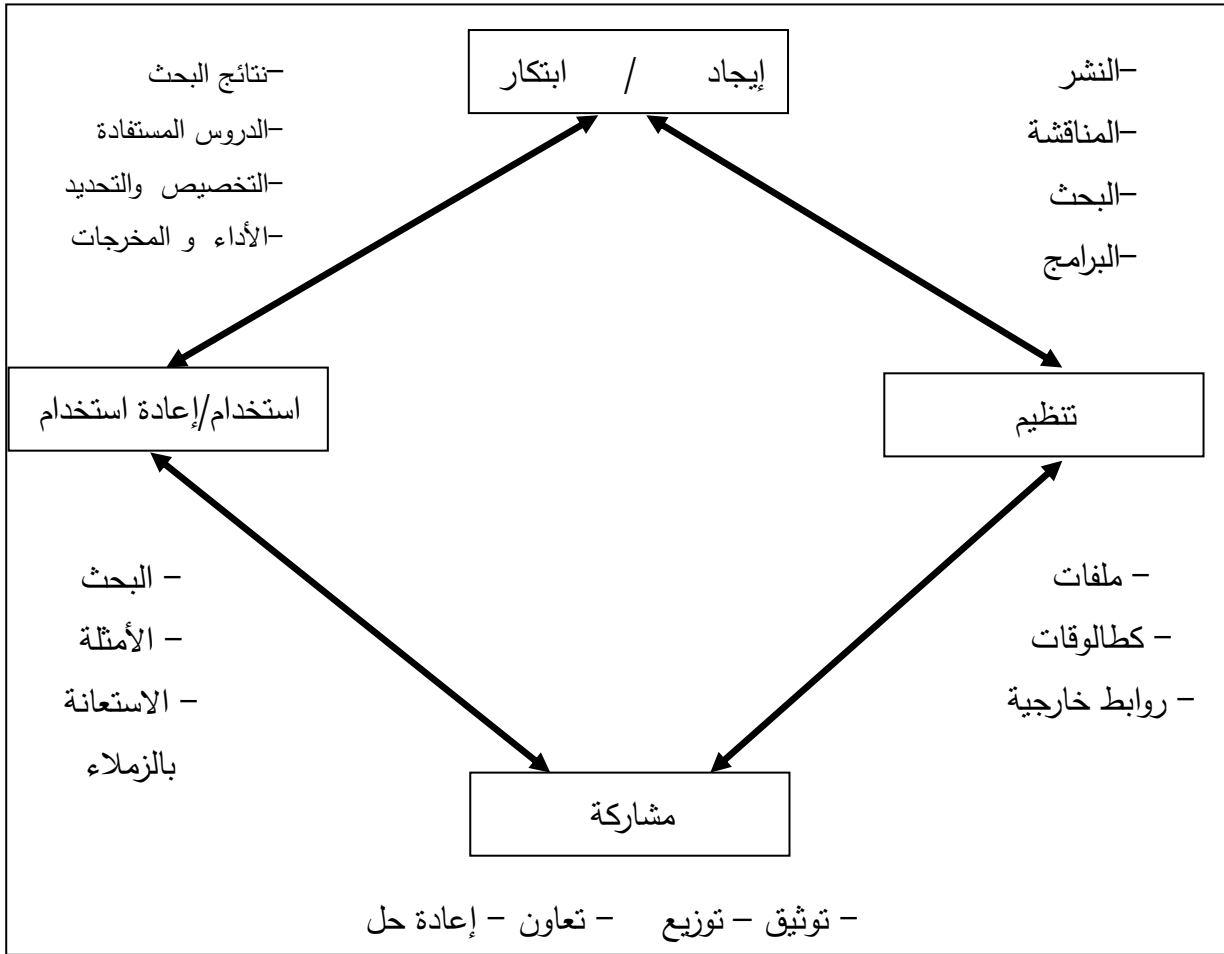 إيجاد / ابتكار
-النشر
-المناقشة
-البحث
-البرامج
-نتائج البحث
-الدروس المستفادة
-التخصيص والتحديد
-الأداء و المخرجات
تنظيم
استخدام/إعادة استخدام
- ملفات
- كطالوقات
- روابط خارجية
- البحث
- الأمثلة
- الاستعانة
بالزملاء
مشاركة
- توثيق - توزيع - تعاون - إعادة حل